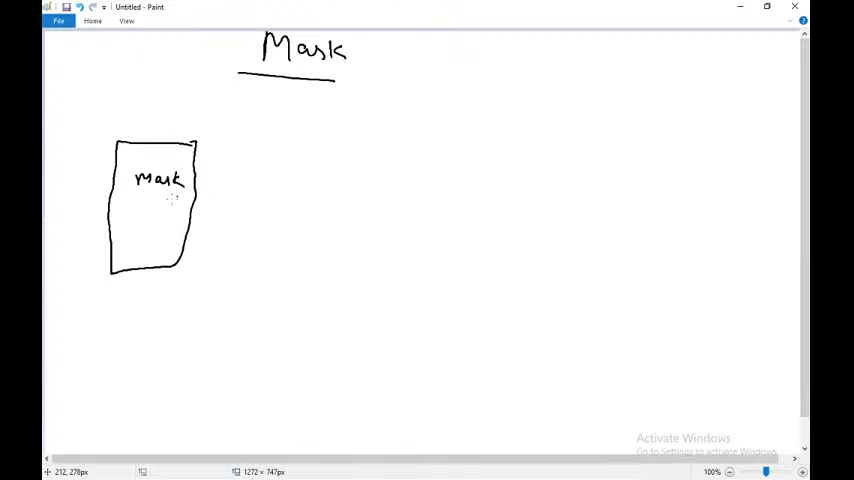 Untitled - Paint
File Home View
Mask
Mask
Activate Windows
Go to Settings to activate Windows.
212, 278px
1272 × 747px
100%